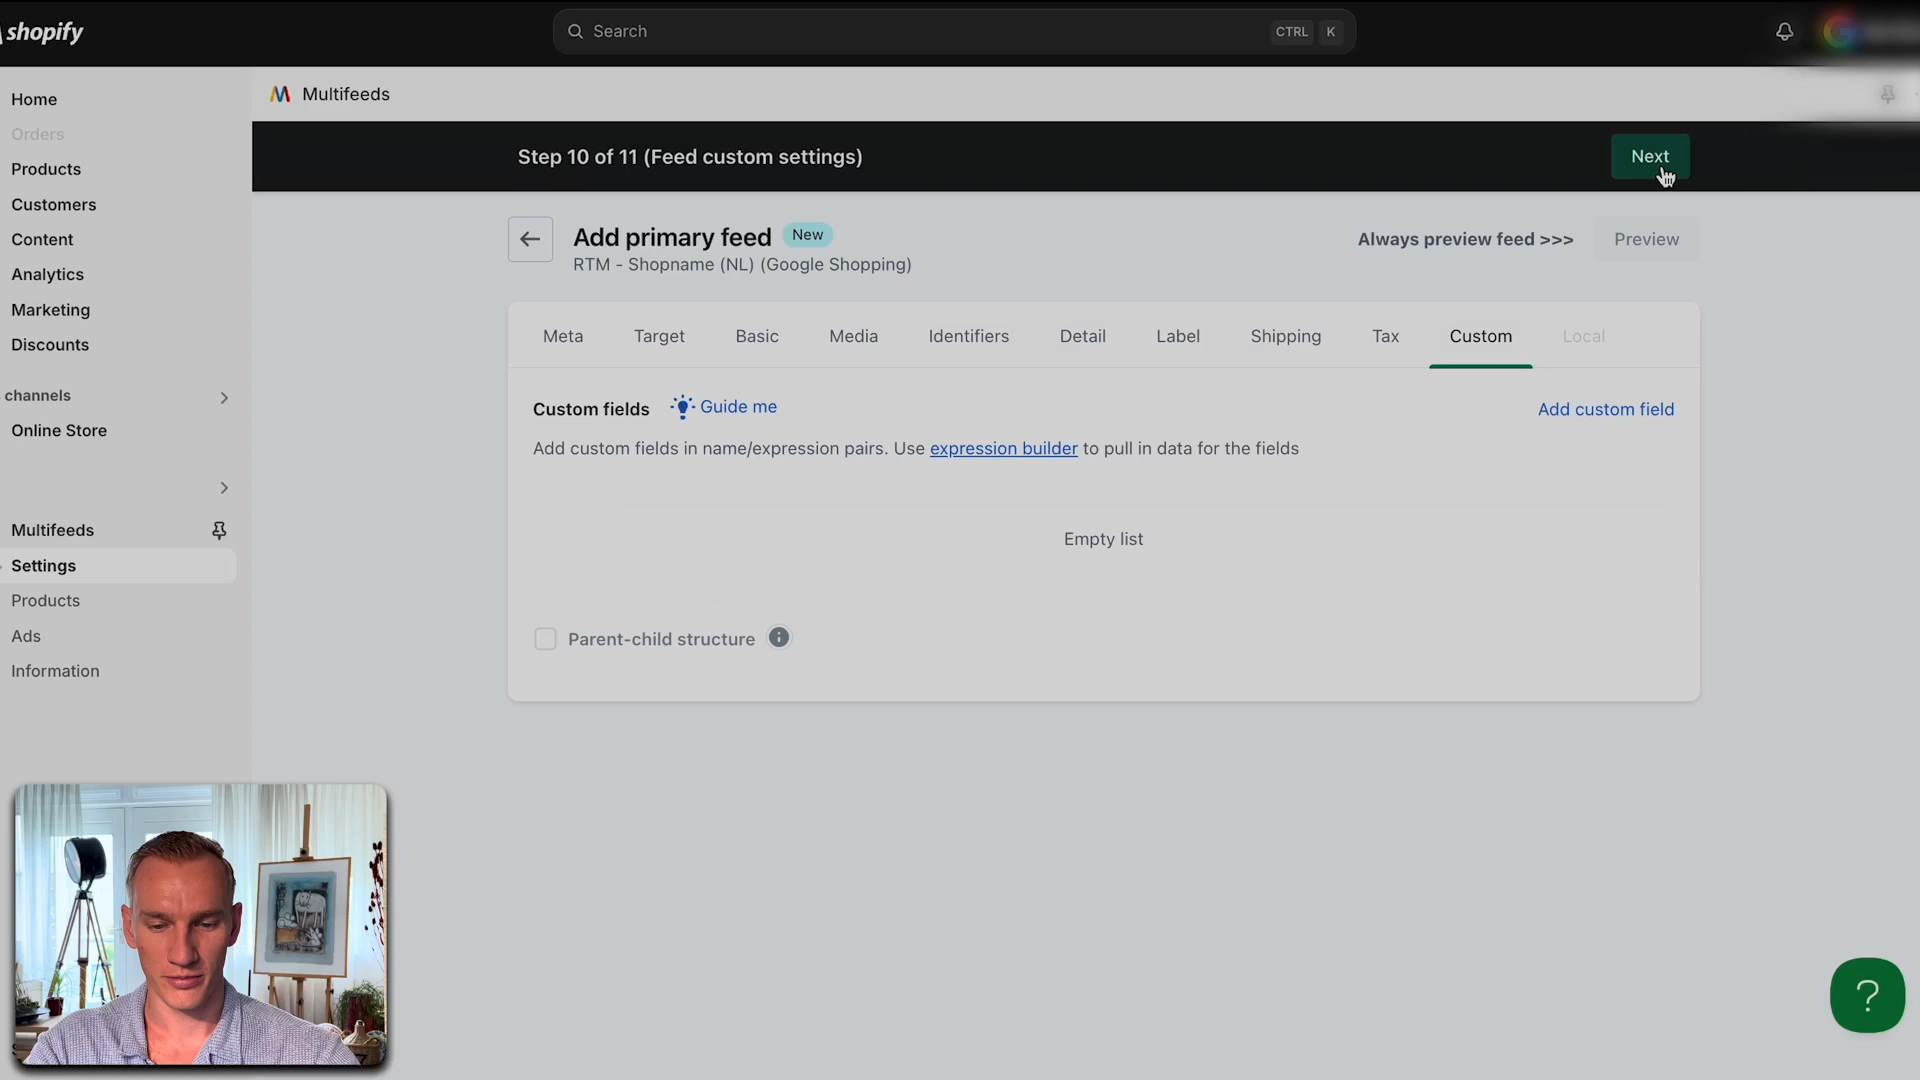 shopify
Search
CTRL K
Home
Orders
Products
Customers
Content
Analytics
Marketing
Discounts
channels
Online Store
Multifeeds
Settings
Products
Ads
Information
Multifeeds
Step 10 of 11 (Feed custom settings)
Next
Add primary feed New
RTM - Shopname (NL) (Google Shopping)
Always preview feed >>> Preview
Meta Target Basic Media Identifiers Detail Label Shipping Tax Custom Local
Custom fields Guide me Add custom field
Add custom fields in name/expression pairs. Use expression builder to pull in data for the fields
Empty list
Parent-child structure
?